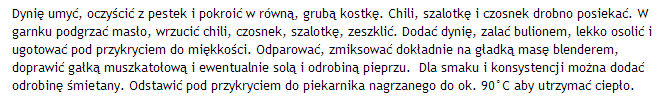 Dynię umyć, oczyścić z pestek i pokroić w równą, grubą kostkę. Chili, szalotkę i czosnek drobno posiekać. W
garnku podgrzać masło, wrzucić chili, czosnek, szalotkę, zeszklić. Dodać dynię, zalać bulionem, lekko osolić i
ugotować pod przykryciem do miękkości. Odparować, zmiksować dokładnie na gładką masę blenderem,
doprawić gałką muszkatołową i ewentualnie solą i odrobiną pieprzu.  Dla smaku i konsystencji można dodać
odrobinę śmietany. Odstawić pod przykryciem do piekarnika nagrzanego do ok. 90˚C aby utrzymać ciepło.